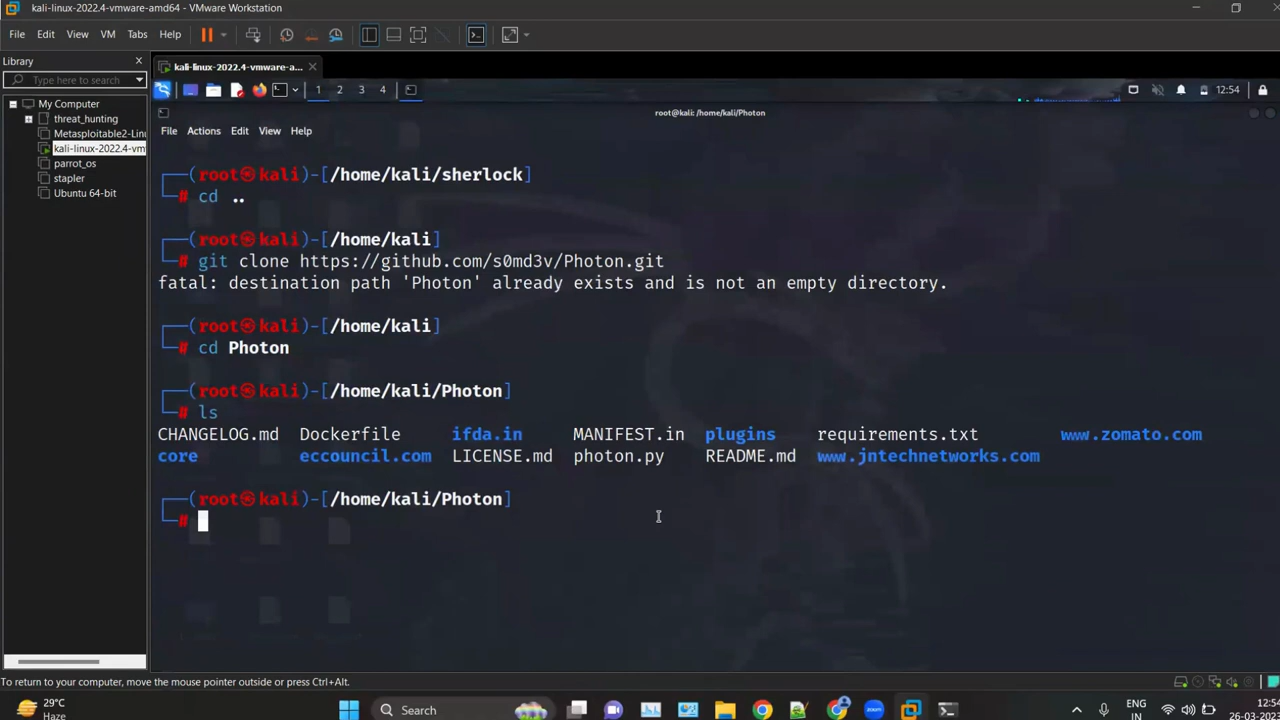 kali-linux-2022.4-vmware-amd64 - VMware Workstation
File Edit View VM Tabs Help
Library
Type here to search
My Computer
threat_hunting
Metasploitable2-Linu
kali-linux-2022.4-vm
parrot_os
stapler
Ubuntu 64-bit
kali-linux-2022.4-vmware-a...
1 2 3 4
12:54
root@kali: /home/kali/Photon
File Actions Edit View Help
(root㉿kali)-[/home/kali/sherlock]
# cd ..
(root㉿kali)-[/home/kali]
# git clone https://github.com/s0md3v/Photon.git
fatal: destination path 'Photon' already exists and is not an empty directory.
(root㉿kali)-[/home/kali]
# cd Photon
(root㉿kali)-[/home/kali/Photon]
# ls
CHANGELOG.md Dockerfile ifda.in MANIFEST.in plugins requirements.txt www.zomato.com
core eccouncil.com LICENSE.md photon.py README.md www.jntechnetworks.com
(root㉿kali)-[/home/kali/Photon]
#
To return to your computer, move the mouse pointer outside or press Ctrl+Alt.
29°C
Haze
Search
zoom
ENG
IN